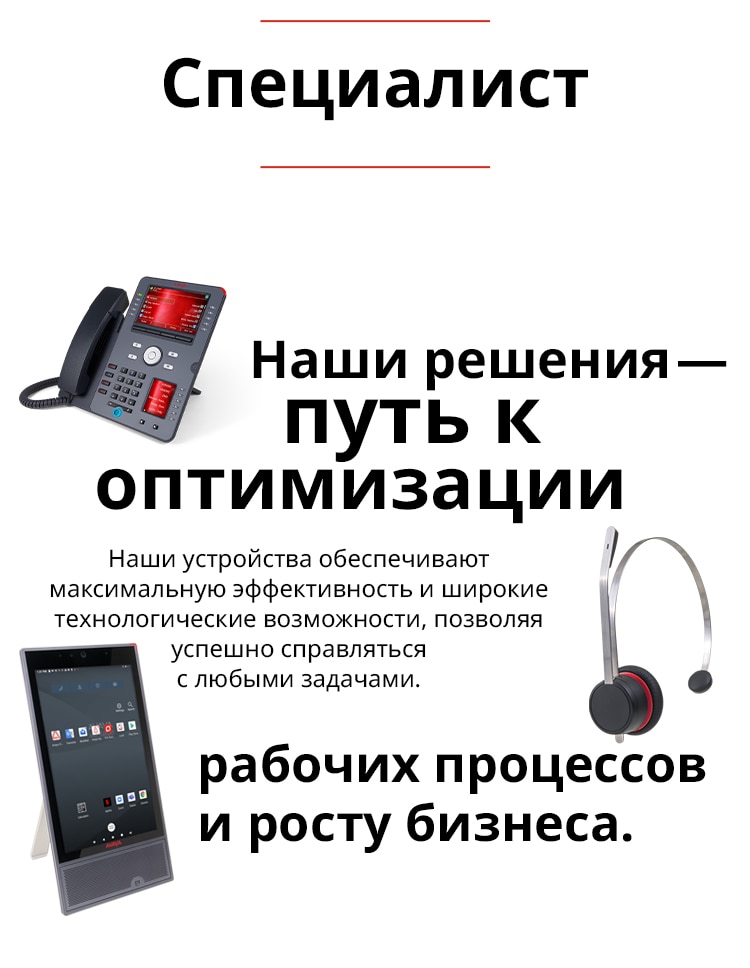 Специалист
Наши решения —
путь к
оптимизации
Наши устройства обеспечивают
максимальную эффективность и широкие
технологические возможности, позволяя
успешно справляться
с любыми задачами.
рабочих процессов
и росту бизнеса.
AVAYA